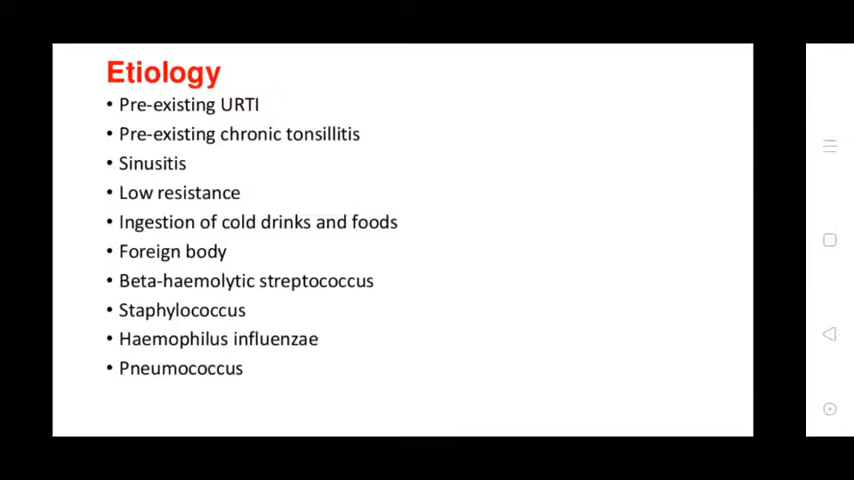 Etiology
• Pre-existing URTI
• Pre-existing chronic tonsillitis
• Sinusitis
• Low resistance
• Ingestion of cold drinks and foods
• Foreign body
• Beta-haemolytic streptococcus
• Staphylococcus
• Haemophilus influenzae
• Pneumococcus